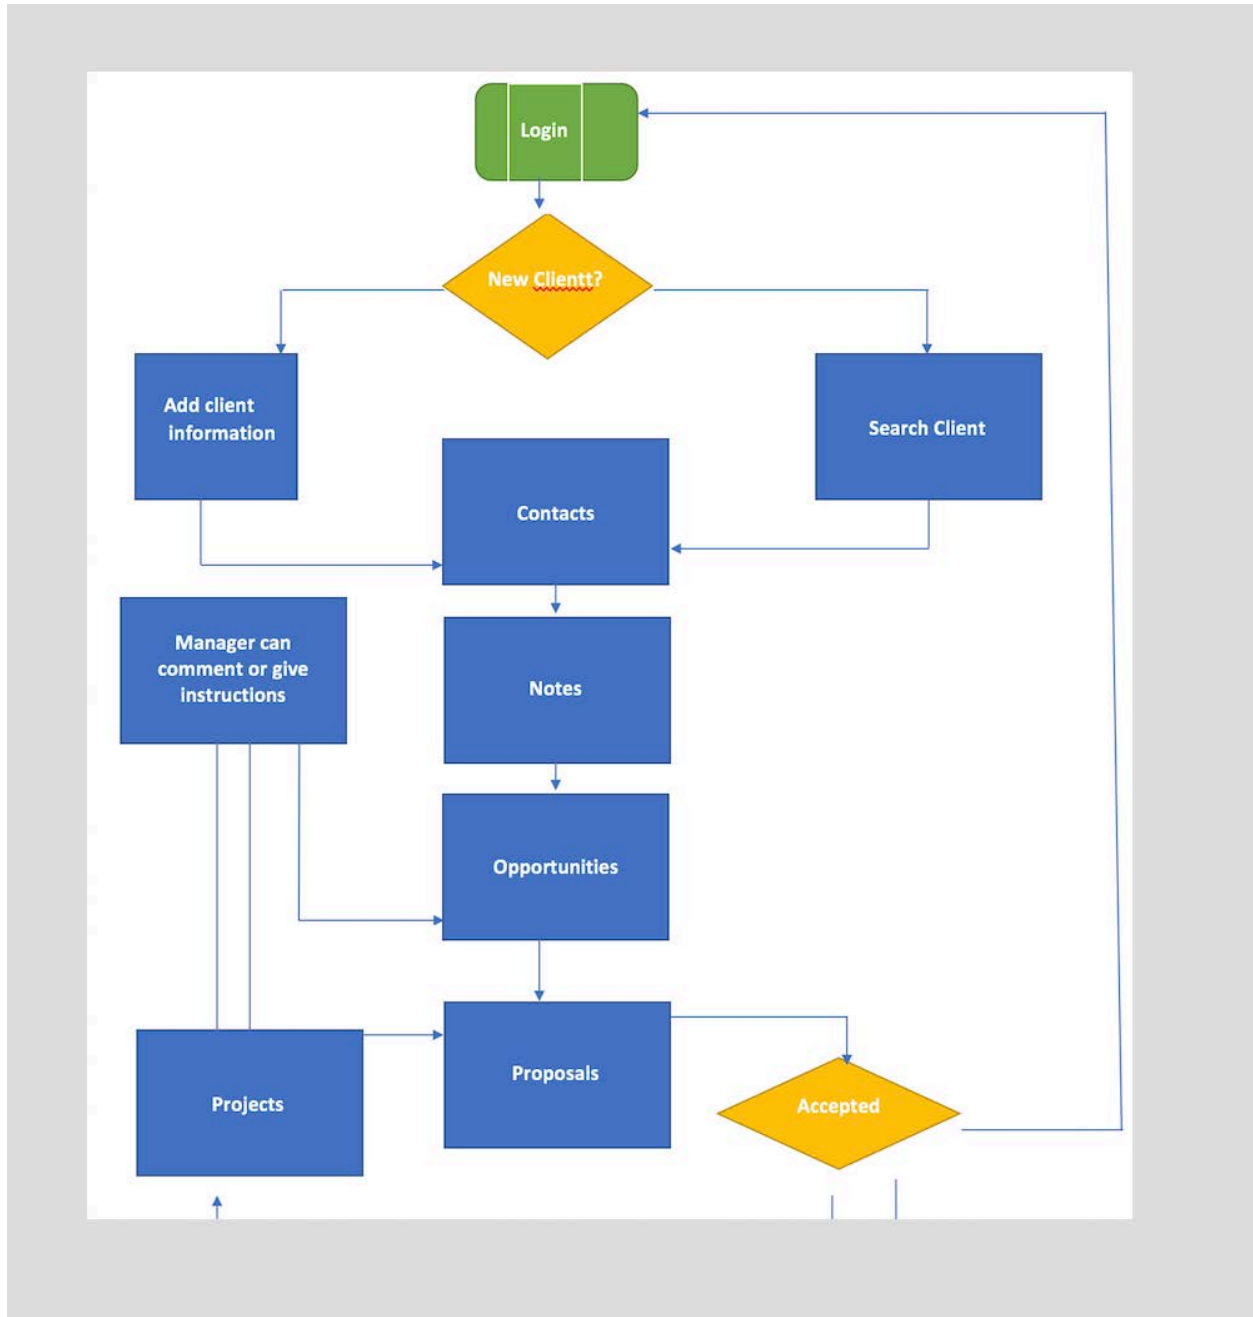 Login
New Clientt?
Add client
information
Search Client
Contacts
Manager can
comment or give
instructions
Notes
Opportunities
Proposals
Projects
Accepted